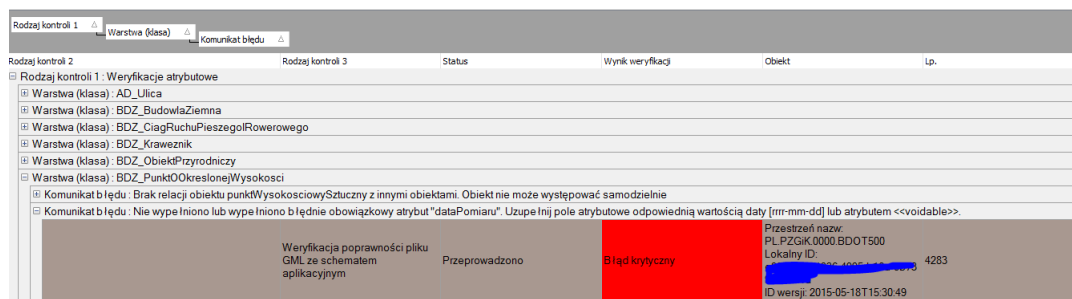 Rodzaj kontroli 1
Warstwa (klasa)
Komunikat błędu
Rodzaj kontroli 2 Rodzaj kontroli 3 Status Wynik weryfikacji Obiekt Lp.
Rodzaj kontroli 1 : Weryfikacje atrybutowe
Warstwa (klasa) : AD_Ulica
Warstwa (klasa) : BDZ_BudowlaZiemna
Warstwa (klasa) : BDZ_CiagRuchuPieszegoIRowerowego
Warstwa (klasa) : BDZ_Kraweznik
Warstwa (klasa) : BDZ_ObiektPrzyrodniczy
Warstwa (klasa) : BDZ_PunktOOkreslonejWysokosci
Komunikat błędu : Brak relacji obiektu punktWysokosciowySztuczny z innymi obiektami. Obiekt nie może występować samodzielnie
Komunikat błędu : Nie wypełniono lub wypełniono błędnie obowiązkowy atrybut "dataPomiaru". Uzupełnij pole atrybutowe odpowiednią wartością daty [rrrr-mm-dd] lub atrybutem <<voidable>>.
Weryfikacja poprawności pliku
GML ze schematem
aplikacyjnym
Przeprowadzono
Błąd krytyczny
Przestrzeń nazw:
PL.PZGiK.0000.BDOT500
Lokalny ID:
ID wersji: 2015-05-18T15:30:49
4283